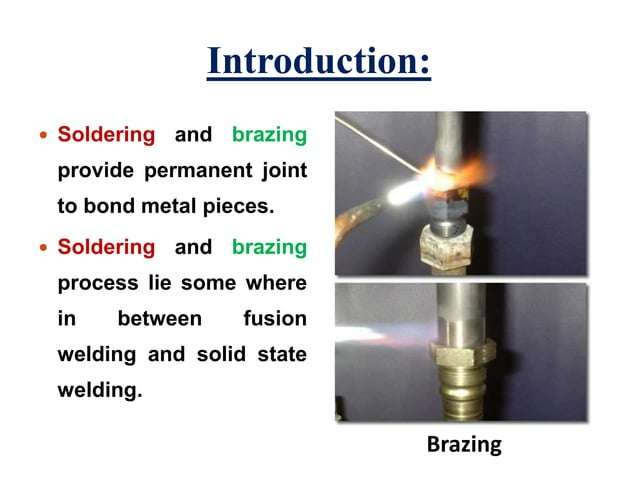 Introduction:
• Soldering and brazing
provide permanent joint
to bond metal pieces.
• Soldering and brazing
process lie some where
in between fusion
welding and solid state
welding.
Brazing